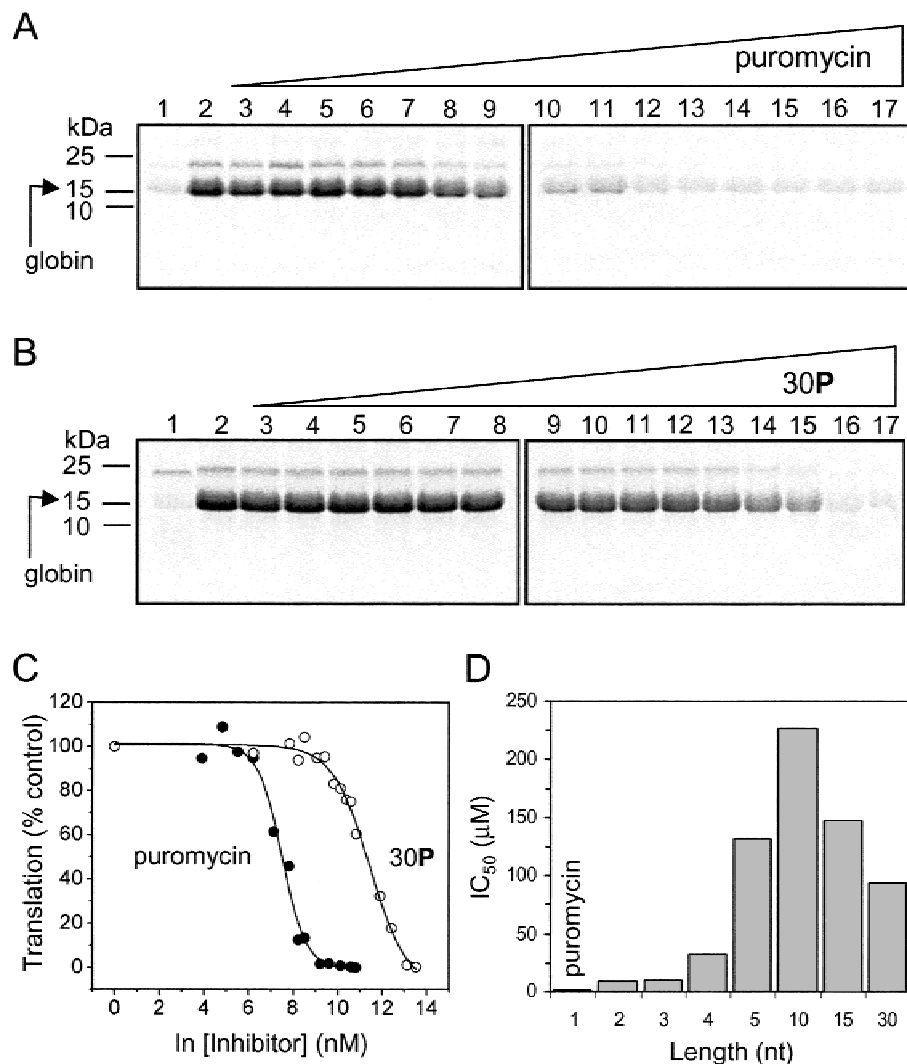 A
puromycin
1 2 3 4 5 6 7 8 9 10 11 12 13 14 15 16 17
kDa
25
15
10
globin
B
30P
1 2 3 4 5 6 7 8 9 10 11 12 13 14 15 16 17
kDa
25
15
10
globin
C
120
100
80
60
40
20
0
Translation (% control)
puromycin
30P
0 2 4 6 8 10 12 14
ln [Inhibitor] (nM)
D
250
200
150
100
50
0
IC50 (μM)
puromycin
1 2 3 4 5 10 15 30
Length (nt)